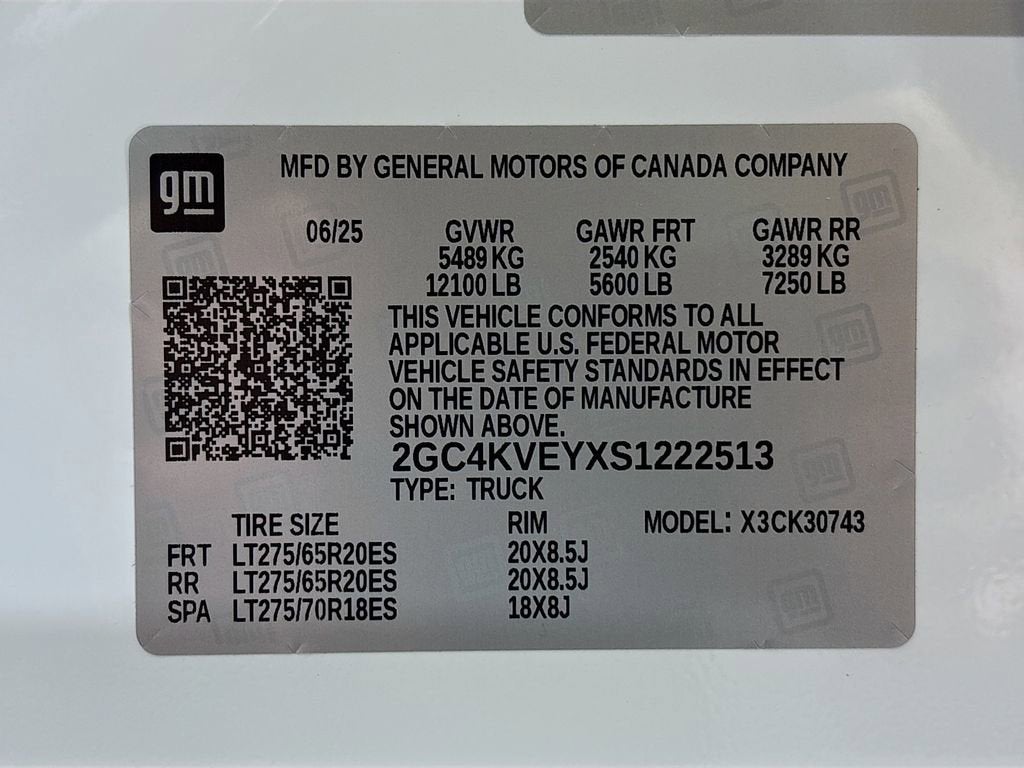 gm
MFD BY GENERAL MOTORS OF CANADA COMPANY
06/25 GVWR GAWR FRT GAWR RR
5489 KG 2540 KG 3289 KG
12100 LB 5600 LB 7250 LB
THIS VEHICLE CONFORMS TO ALL
APPLICABLE U.S. FEDERAL MOTOR
VEHICLE SAFETY STANDARDS IN EFFECT
ON THE DATE OF MANUFACTURE
SHOWN ABOVE.
2GC4KVEYXS1222513
TYPE: TRUCK
TIRE SIZE RIM MODEL: X3CK30743
FRT LT275/65R20ES 20X8.5J
RR LT275/65R20ES 20X8.5J
SPA LT275/70R18ES 18X8J